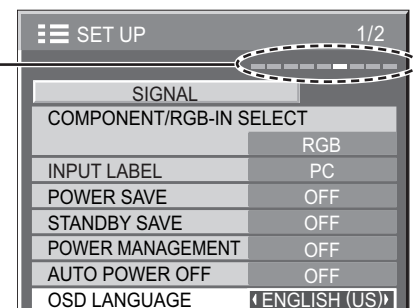 SET UP 1/2
SIGNAL
COMPONENT/RGB-IN SELECT
RGB
INPUT LABEL PC
POWER SAVE OFF
STANDBY SAVE OFF
POWER MANAGEMENT OFF
AUTO POWER OFF OFF
OSD LANGUAGE ENGLISH (US)